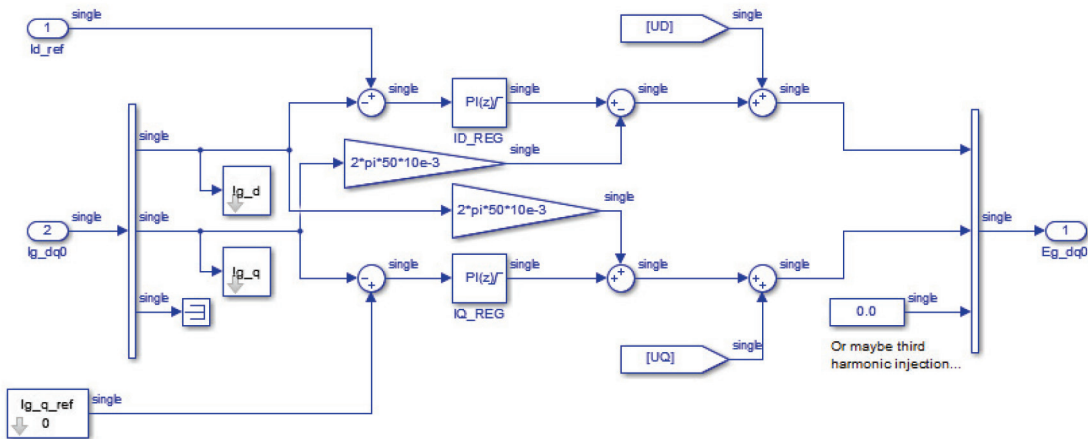 single
single
1
[UD]
Id_ref
single
single
single
single
PI(z)
single
ID_REG
single
single
2*pi*50*10e-3
single
Ig_d
2*pi*50*10e-3
single
single
single
single
2
1
Ig_dq0
Eg_dq0
single
single
single
single
Ig_q
PI(z)
single
IQ_REG
single
0.0
[UQ]
single
Or maybe third
harmonic injection...
Ig_q_ref
single
0